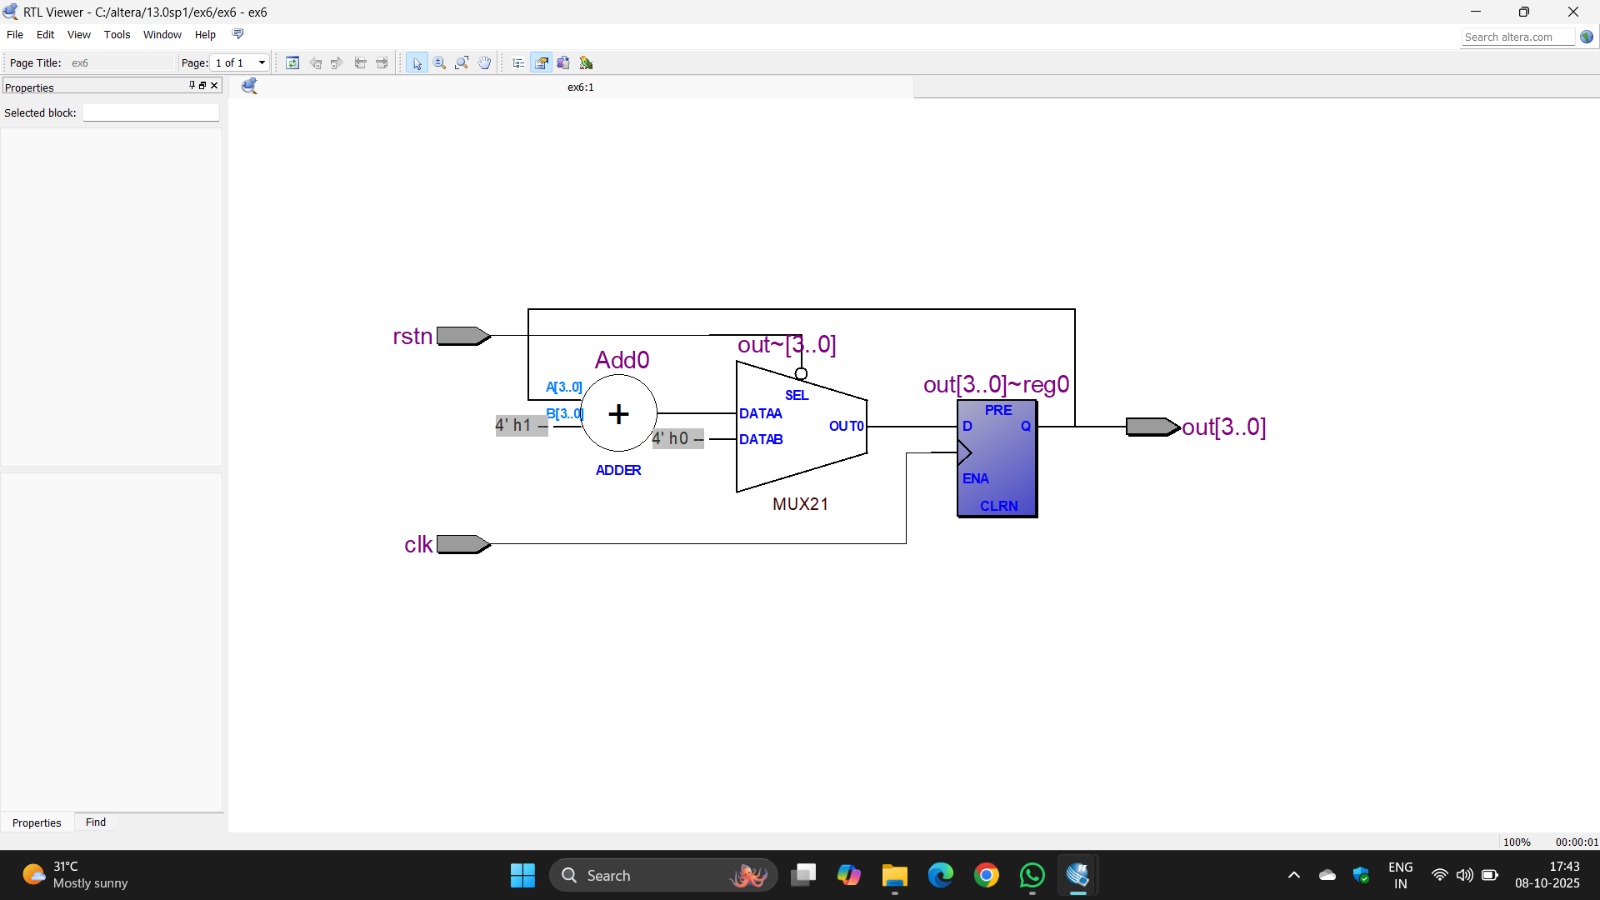 RTL Viewer - C:/altera/13.0sp1/ex6/ex6 - ex6
File Edit View Tools Window Help
Search altera.com
Page Title: ex6 Page: 1 of 1
Properties
ex6:1
Selected block:
rstn
out~[3..0]
Add0
A[3..0]
B[3..0]
4' h1
+
ADDER
4' h0
SEL
DATAA
DATAB
OUT0
MUX21
out[3..0]~reg0
PRE
D Q
ENA
CLRN
out[3..0]
clk
Properties Find
100% 00:00:01
31°C
Mostly sunny
Search
ENG
IN
17:43
08-10-2025